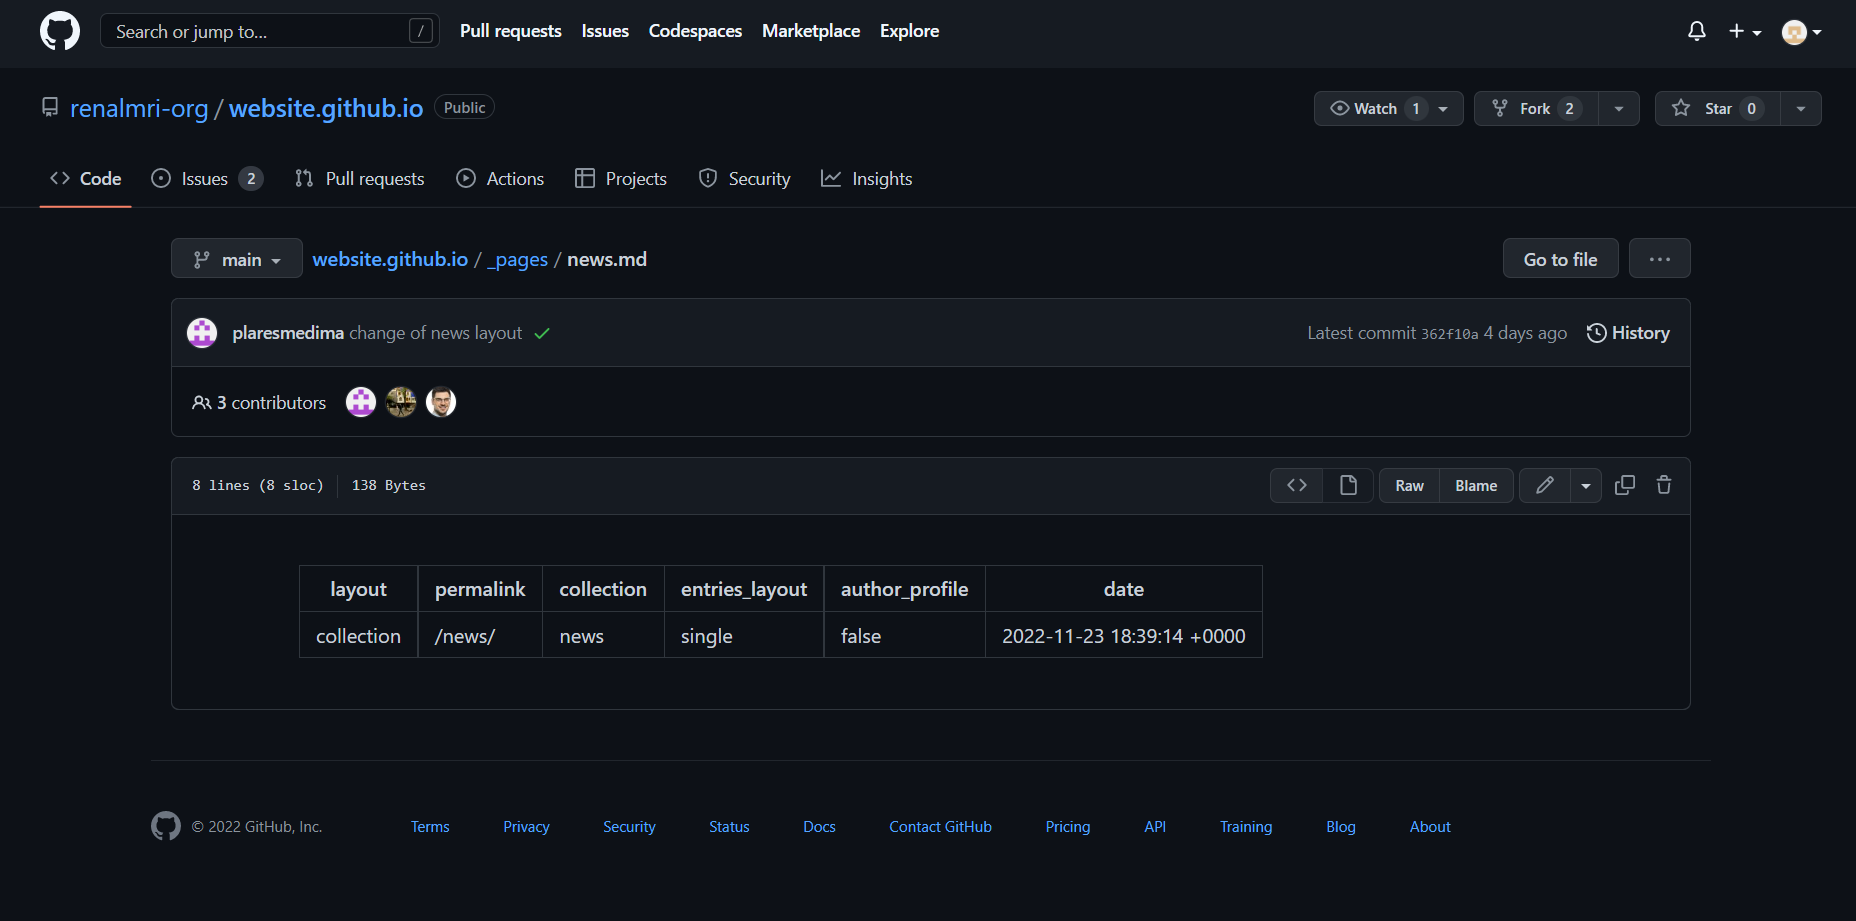 Search or jump to... /
Pull requests Issues Codespaces Marketplace Explore
renalmri-org / website.github.io Public
Watch 1 Fork 2 Star 0
Code Issues 2 Pull requests Actions Projects Security Insights
main website.github.io / _pages / news.md Go to file ...
plaresmedima change of news layout Latest commit 362f10a 4 days ago History
3 contributors
8 lines (8 sloc) 138 Bytes Raw Blame
layout permalink collection entries_layout author_profile date
collection /news/ news single false 2022-11-23 18:39:14 +0000
© 2022 GitHub, Inc. Terms Privacy Security Status Docs Contact GitHub Pricing API Training Blog About